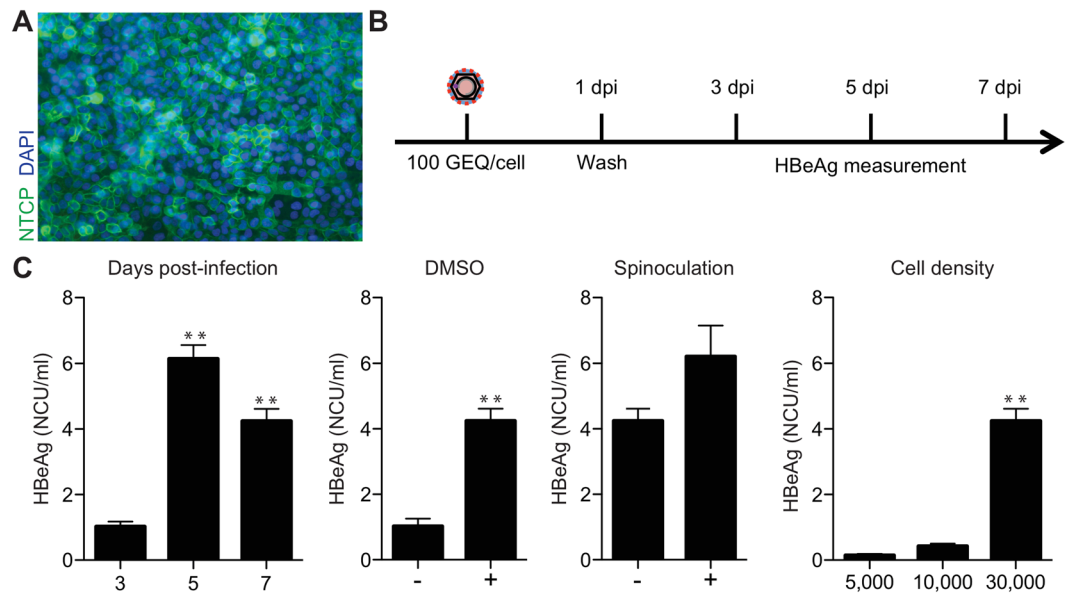 A
B
NTCP DAPI
1 dpi
3 dpi
5 dpi
7 dpi
100 GEQ/cell
Wash
HBeAg measurement
C
Days post-infection
HBeAg (NCU/ml)
8
6
4
2
0
**
**
3
5
7
DMSO
HBeAg (NCU/ml)
8
6
4
2
0
**
-
+
Spinoculation
HBeAg (NCU/ml)
8
6
4
2
0
-
+
Cell density
HBeAg (NCU/ml)
8
6
4
2
0
**
5,000
10,000
30,000